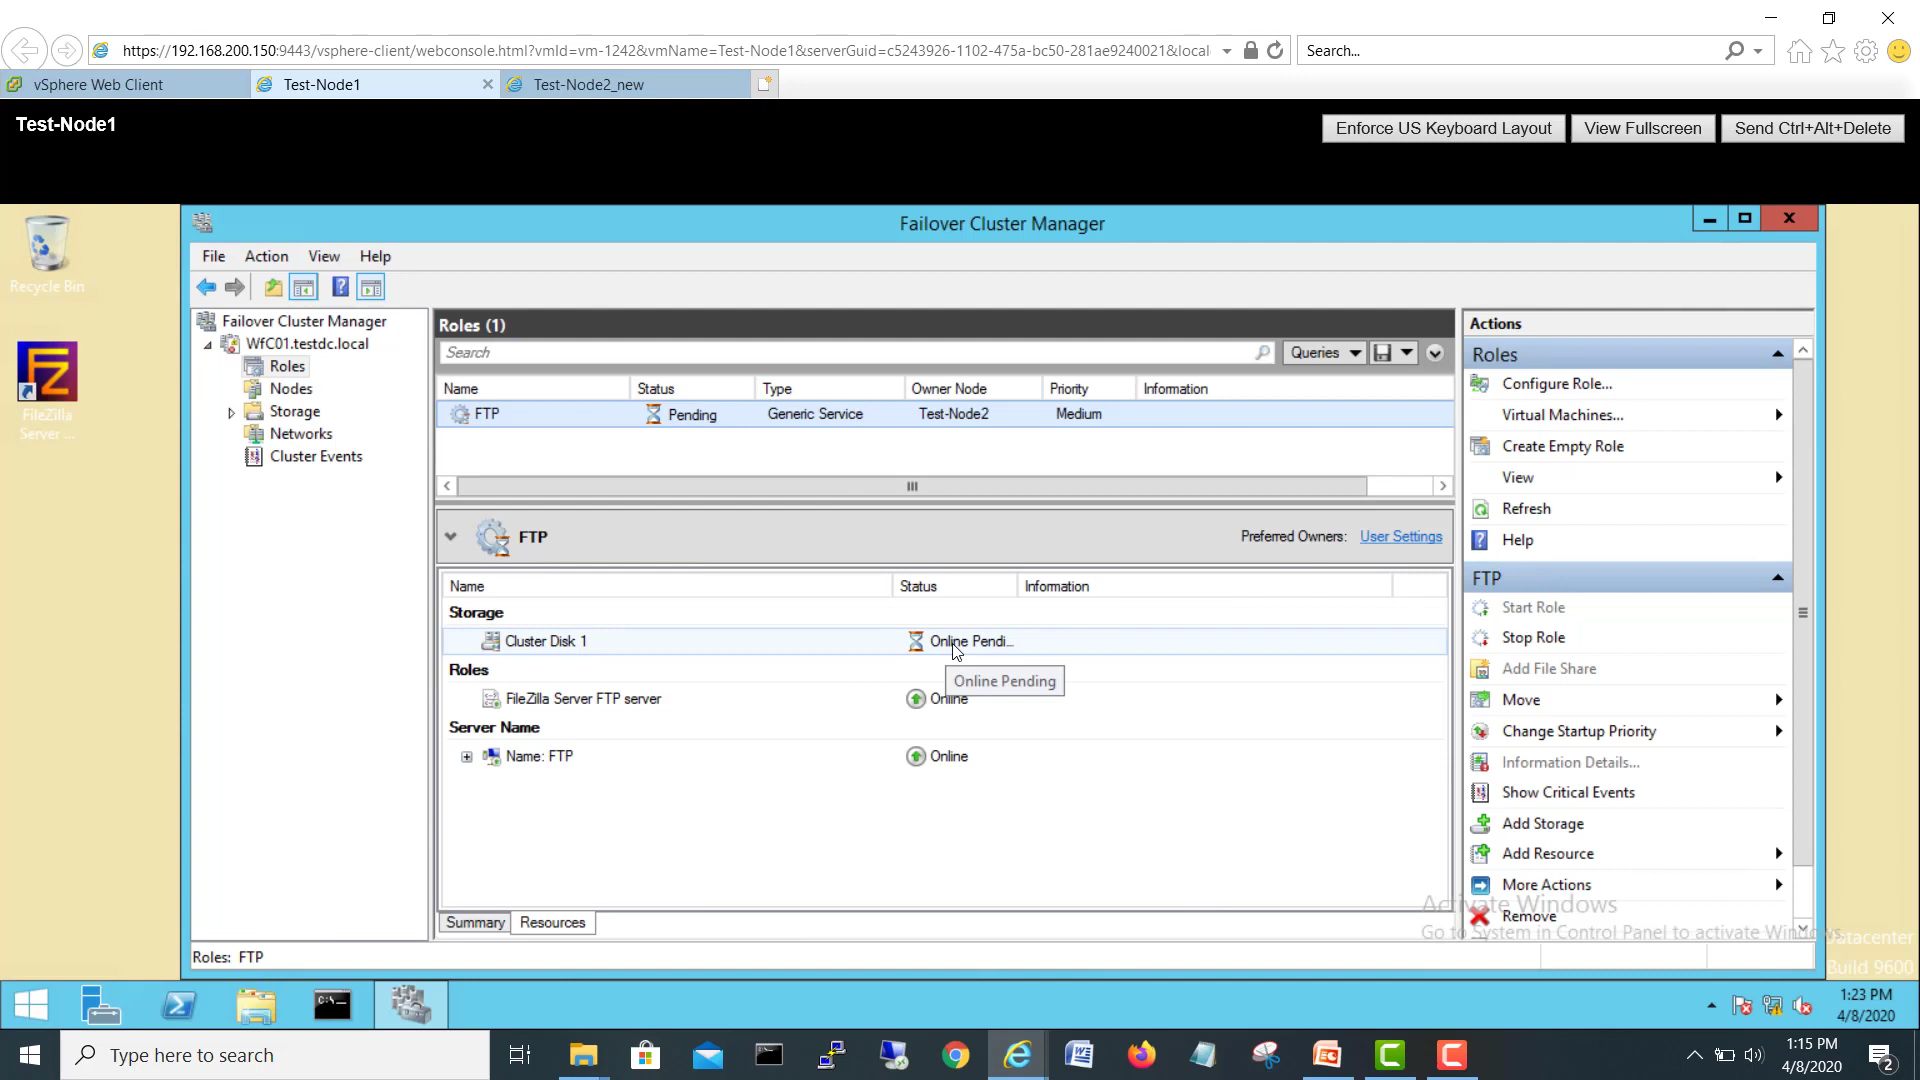 https://192.168.200.150:9443/vsphere-client/webconsole.html?vmId=vm-1242&vmName=Test-Node1&serverGuid=c5243926-1102-475a-bc50-281ae9240021&local
Search...
vSphere Web Client
Test-Node1
Test-Node2_new
Test-Node1
Enforce US Keyboard Layout
View Fullscreen
Send Ctrl+Alt+Delete
Recycle Bin
FileZilla
Server ...
Failover Cluster Manager
File Action View Help
Failover Cluster Manager
WfC01.testdc.local
Roles
Nodes
Storage
Networks
Cluster Events
Roles (1)
Search
Queries
Name Status Type Owner Node Priority Information
FTP Pending Generic Service Test-Node2 Medium
FTP
Preferred Owners: User Settings
Name Status Information
Storage
Cluster Disk 1 Online Pendi...
Online Pending
Roles
FileZilla Server FTP server Online
Server Name
Name: FTP Online
Summary Resources
Actions
Roles
Configure Role...
Virtual Machines...
Create Empty Role
View
Refresh
Help
FTP
Start Role
Stop Role
Add File Share
Move
Change Startup Priority
Information Details...
Show Critical Events
Add Storage
Add Resource
More Actions
Remove
Activate Windows
Go to System in Control Panel to activate Windows.
Datacenter
Build 9600
Roles: FTP
1:23 PM
4/8/2020
Type here to search
1:15 PM
4/8/2020
2